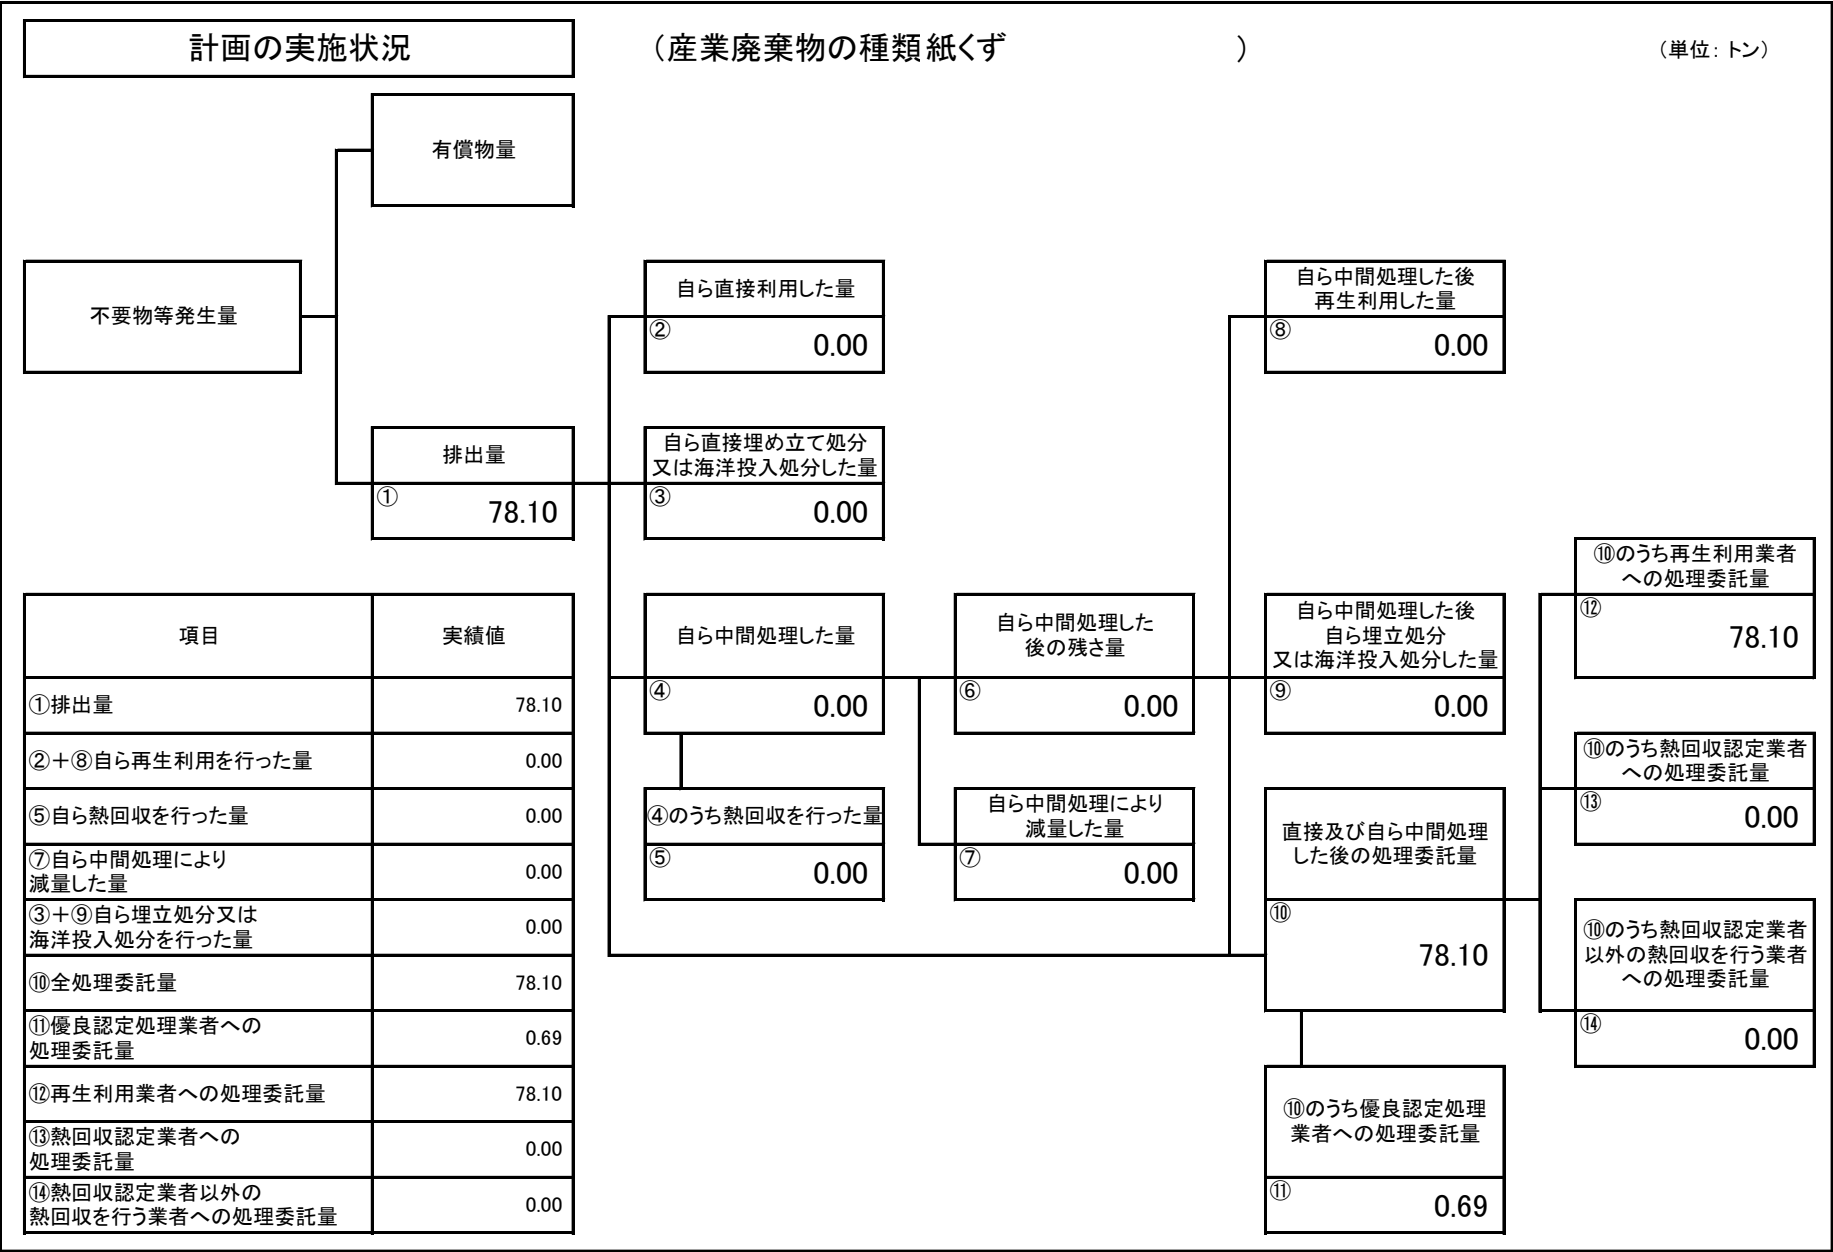 計画の実施状況
（産業廃棄物の種類 紙くず ）
（単位：トン）
有償物量
不要物等発生量
排出量
①
78.10
自ら直接利用した量
②
0.00
自ら直接埋め立て処分
又は海洋投入処分した量
③
0.00
自ら中間処理した後
再生利用した量
⑧
0.00
自ら中間処理した量
④
0.00
④のうち熱回収を行った量
⑤
0.00
自ら中間処理した
後の残さ量
⑥
0.00
自ら中間処理により
減量した量
⑦
0.00
自ら中間処理した後
自ら埋立処分
又は海洋投入処分した量
⑨
0.00
直接及び自ら中間処理
した後の処理委託量
⑩
78.10
⑩のうち優良認定処理
業者への処理委託量
⑪
0.69
⑩のうち再生利用業者
への処理委託量
⑫
78.10
⑩のうち熱回収認定業者
への処理委託量
⑬
0.00
⑩のうち熱回収認定業者
以外の熱回収を行う業者
への処理委託量
⑭
0.00
項目 実績値
①排出量 78.10
②＋⑧自ら再生利用を行った量 0.00
⑤自ら熱回収を行った量 0.00
⑦自ら中間処理により
減量した量 0.00
③＋⑨自ら埋立処分又は
海洋投入処分を行った量 0.00
⑩全処理委託量 78.10
⑪優良認定処理業者への
処理委託量 0.69
⑫再生利用業者への処理委託量 78.10
⑬熱回収認定業者への
処理委託量 0.00
⑭熱回収認定業者以外の
熱回収を行う業者への処理委託量 0.00